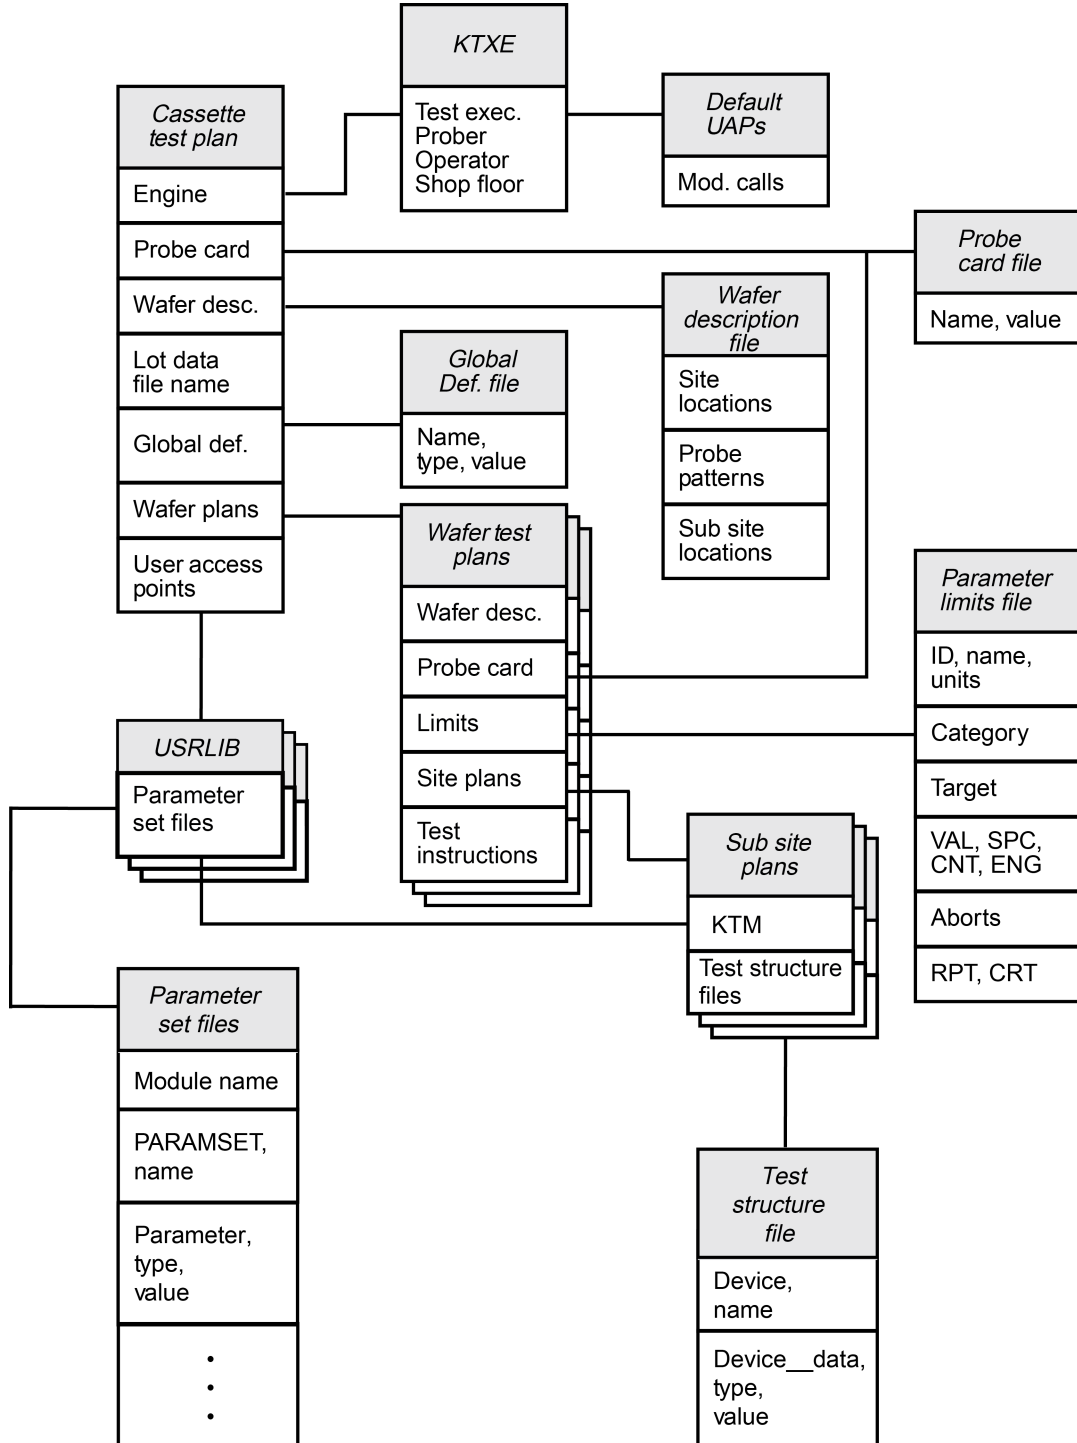 KTXE
Test exec.
Prober
Operator
Shop floor
Default
UAPs
Mod. calls
Cassette
test plan
Engine
Probe card
Wafer desc.
Lot data
file name
Global def.
Wafer plans
User access
points
Probe
card file
Name, value
Wafer
description
file
Site
locations
Probe
patterns
Sub site
locations
Global
Def. file
Name,
type, value
Wafer test
plans
Wafer desc.
Probe card
Limits
Site plans
Test
instructions
Parameter
limits file
ID, name,
units
Category
Target
VAL, SPC,
CNT, ENG
Aborts
RPT, CRT
USRLIB
Parameter
set files
Sub site
plans
KTM
Test structure
files
Parameter
set files
Module name
PARAMSET,
name
Parameter,
type,
value
Test
structure
file
Device,
name
Device__data,
type,
value